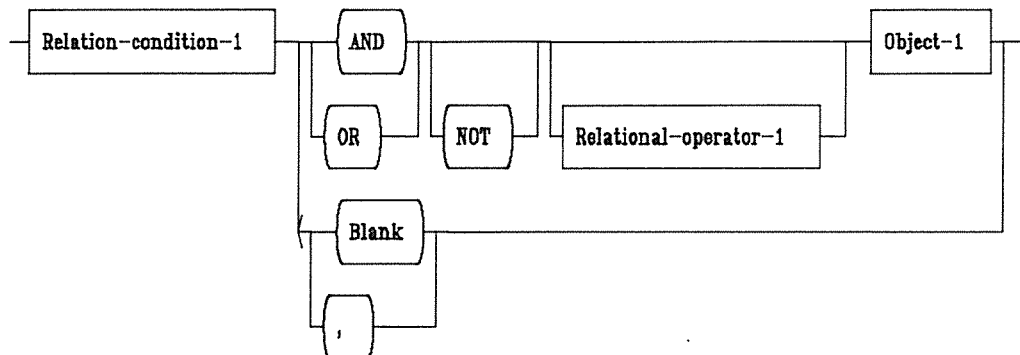 Relation-condition-1 AND Object-1
OR NOT Relational-operator-1
Blank
,